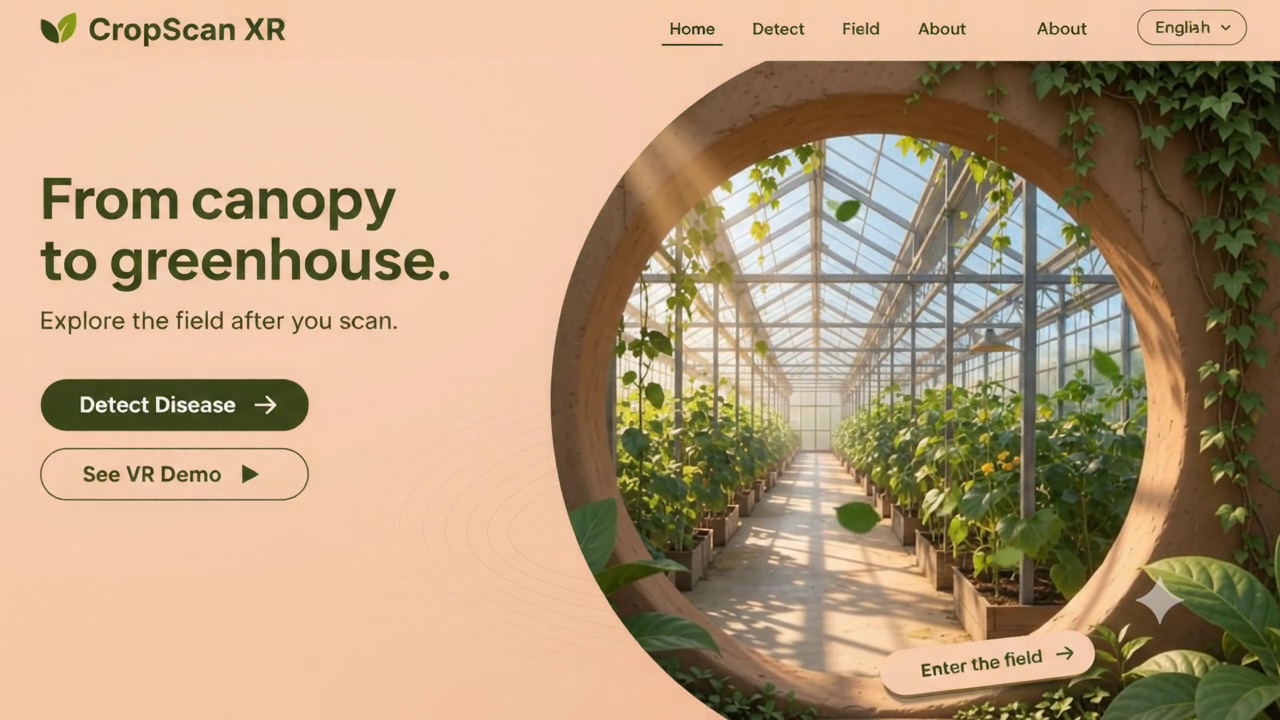 CropScan XR
Home Detect Field About About English
From canopy
to greenhouse.
Explore the field after you scan.
Detect Disease
See VR Demo
Enter the field